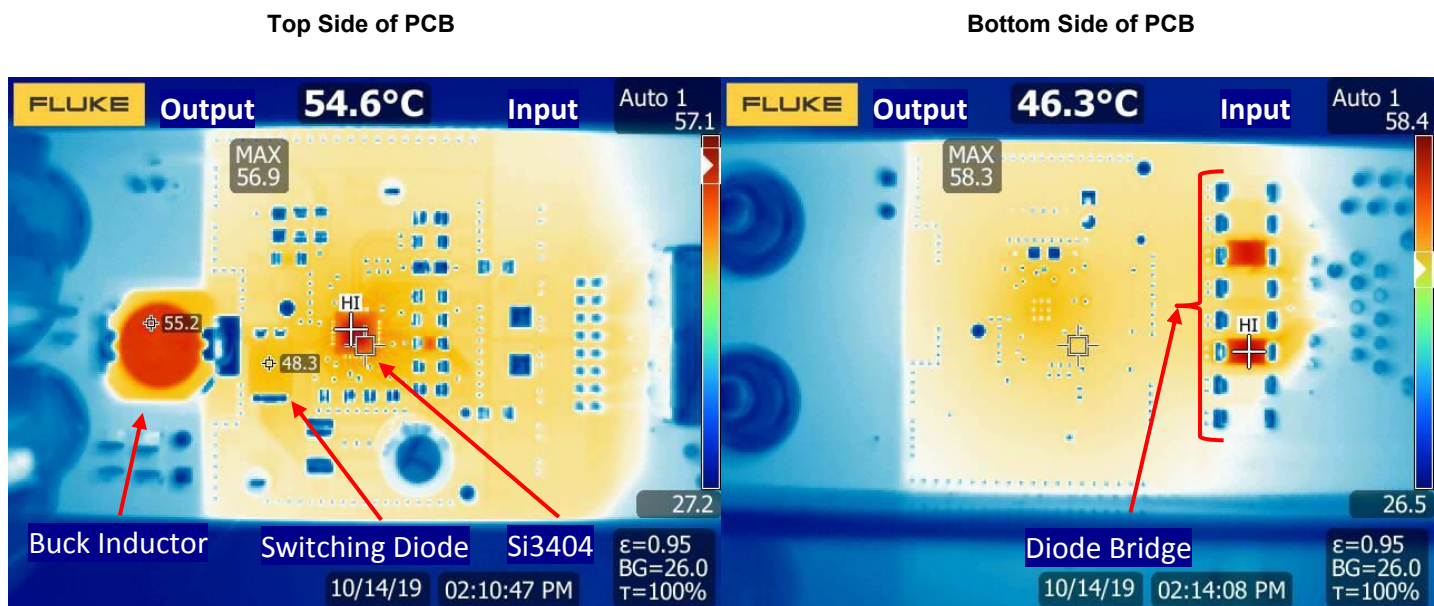 Top Side of PCB
Bottom Side of PCB
FLUKE
Output
54.6°C
Input
Auto 1
57.1
MAX
56.9
HI
55.2
48.3
27.2
Buck Inductor
Switching Diode
Si3404
ε=0.95
BG=26.0
τ=100%
10/14/19 02:10:47 PM
FLUKE
Output
46.3°C
Input
Auto 1
58.4
MAX
58.3
HI
26.5
Diode Bridge
ε=0.95
BG=26.0
τ=100%
10/14/19 02:14:08 PM